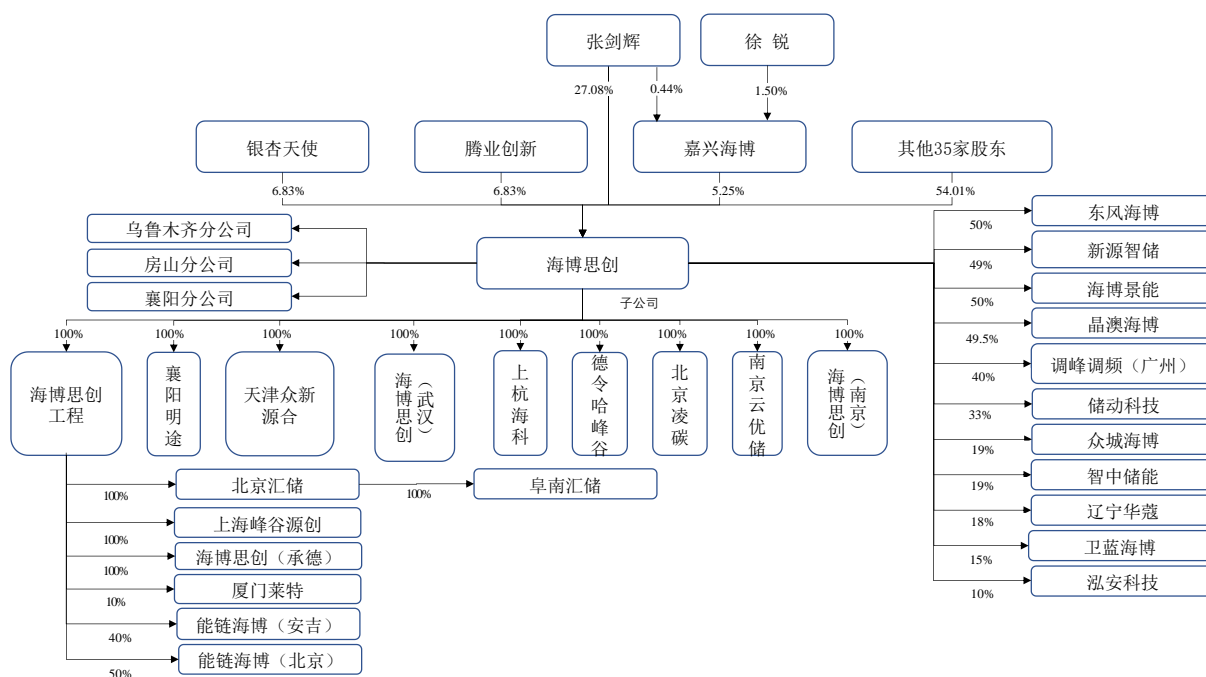 张剑辉
徐 锐
27.08%
0.44%
1.50%
银杏天使
腾业创新
嘉兴海博
其他35家股东
6.83%
6.83%
5.25%
54.01%
乌鲁木齐分公司
房山分公司
襄阳分公司
海博思创
子公司
东风海博
50%
新源智储
49%
海博景能
50%
晶澳海博
49.5%
调峰调频（广州）
40%
储动科技
33%
众城海博
19%
智中储能
19%
辽宁华蔻
18%
卫蓝海博
15%
泓安科技
10%
100%
100%
100%
100%
100%
100%
100%
100%
100%
海博思创
工程
襄阳明途
天津众新
源合
海博思创
（武汉）
上杭海科
德令哈峰谷
北京凌碳
南京云优储
海博思创
（南京）
北京汇储
100%
阜南汇储
100%
上海峰谷源创
100%
海博思创（承德）
100%
厦门莱特
10%
能链海博（安吉）
40%
能链海博（北京）
50%